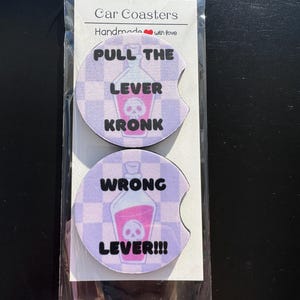 Car Coasters
Handmade with love
PULL THE
LEVER
KRONK
WRONG
LEVER!!!